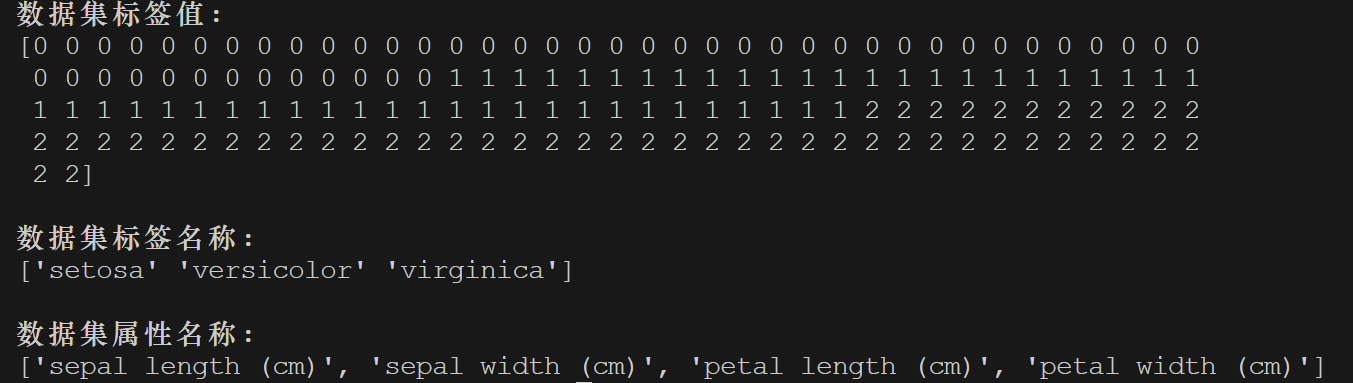 数据集标签值：
[0 0 0 0 0 0 0 0 0 0 0 0 0 0 0 0 0 0 0 0 0 0 0 0 0 0 0 0 0 0 0 0 0 0 0 0 0
0 0 0 0 0 0 0 0 0 0 0 0 0 1 1 1 1 1 1 1 1 1 1 1 1 1 1 1 1 1 1 1 1 1 1 1 1
1 1 1 1 1 1 1 1 1 1 1 1 1 1 1 1 1 1 1 1 1 1 1 1 1 1 2 2 2 2 2 2 2 2 2 2 2
2 2 2 2 2 2 2 2 2 2 2 2 2 2 2 2 2 2 2 2 2 2 2 2 2 2 2 2 2 2 2 2 2 2 2 2 2
2 2]
数据集标签名称：
['setosa' 'versicolor' 'virginica']
数据集属性名称：
['sepal length (cm)', 'sepal width (cm)', 'petal length (cm)', 'petal width (cm)']